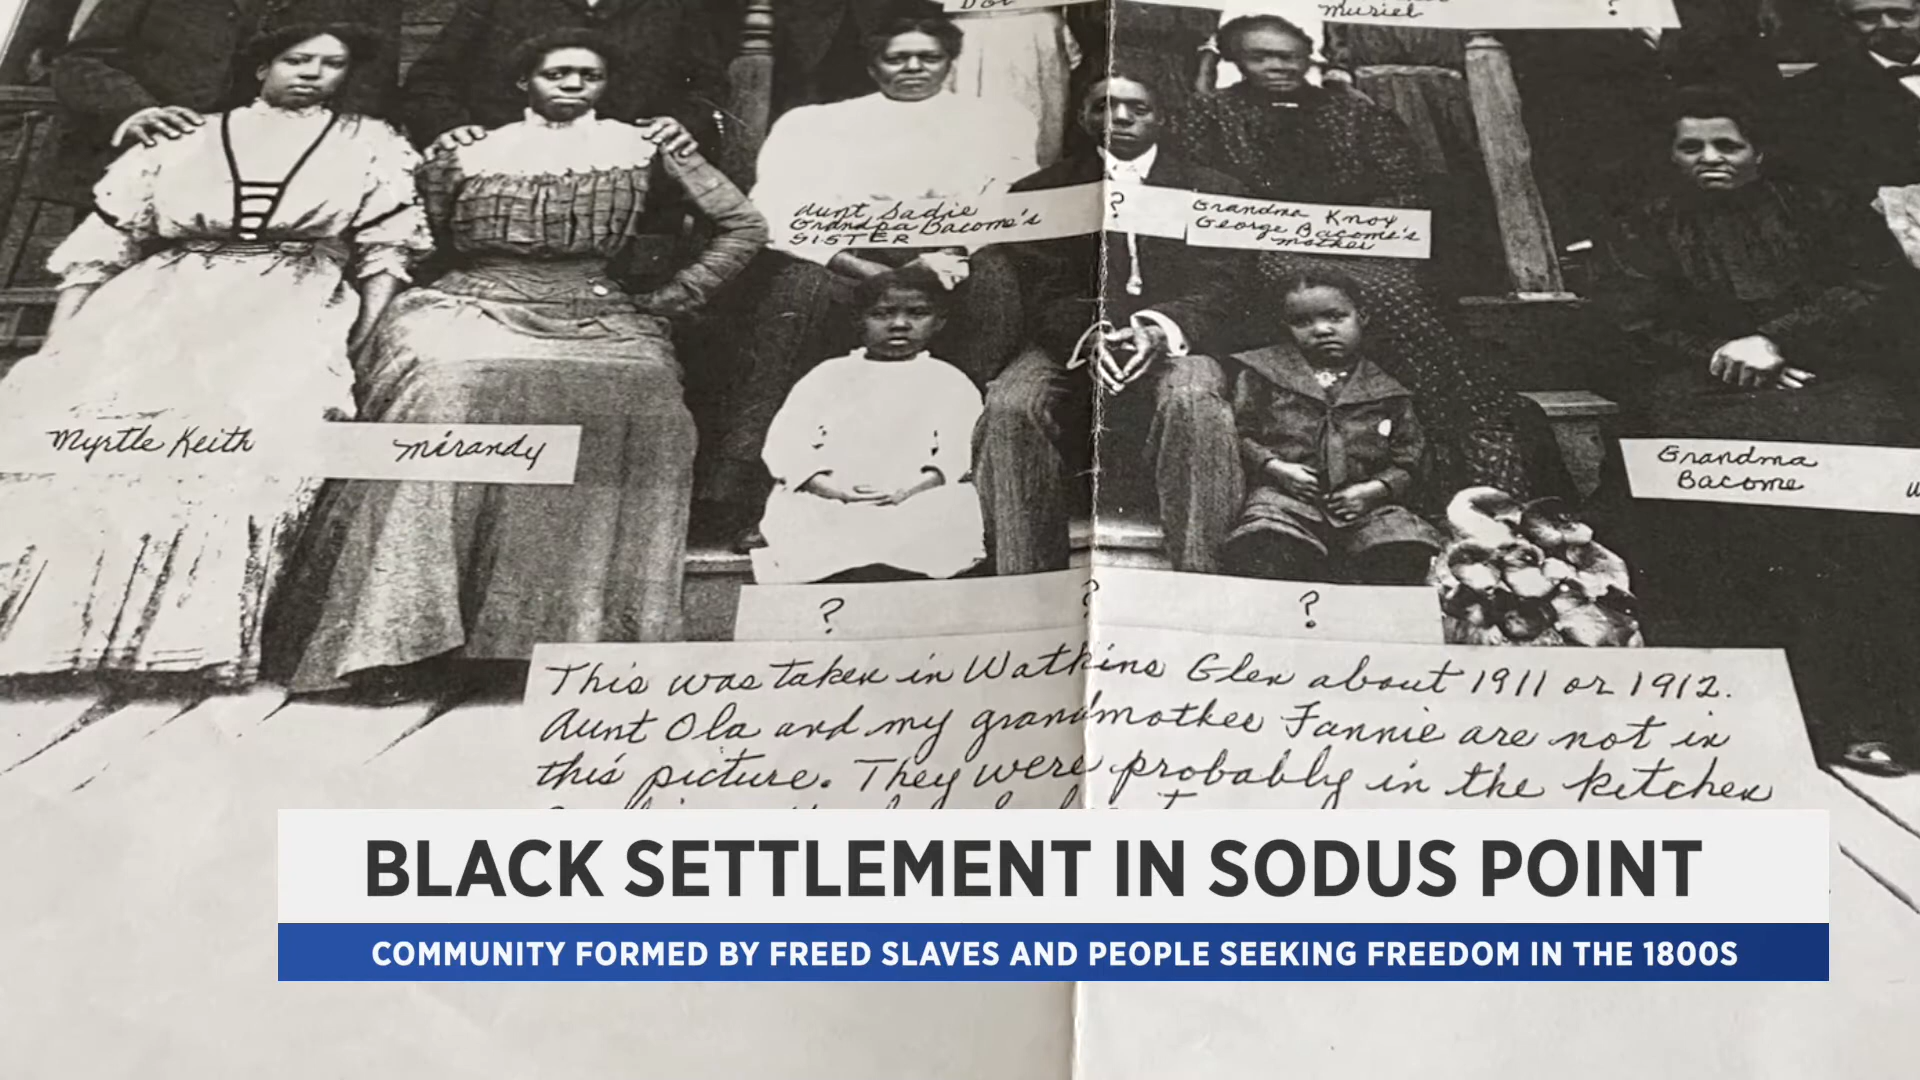 Muriel
?
Aunt Sadie
Grandpa Bacome's
SISTER
?
Grandma Knox
George Bacome's
mother
Myrtle Keith
Mirandy
Grandma
Bacome
?
?
?
This was taken in Watkins Glen about 1911 or 1912.
Aunt Ola and my grandmother Fannie are not in
this picture. They were probably in the kitchen
BLACK SETTLEMENT IN SODUS POINT
COMMUNITY FORMED BY FREED SLAVES AND PEOPLE SEEKING FREEDOM IN THE 1800S